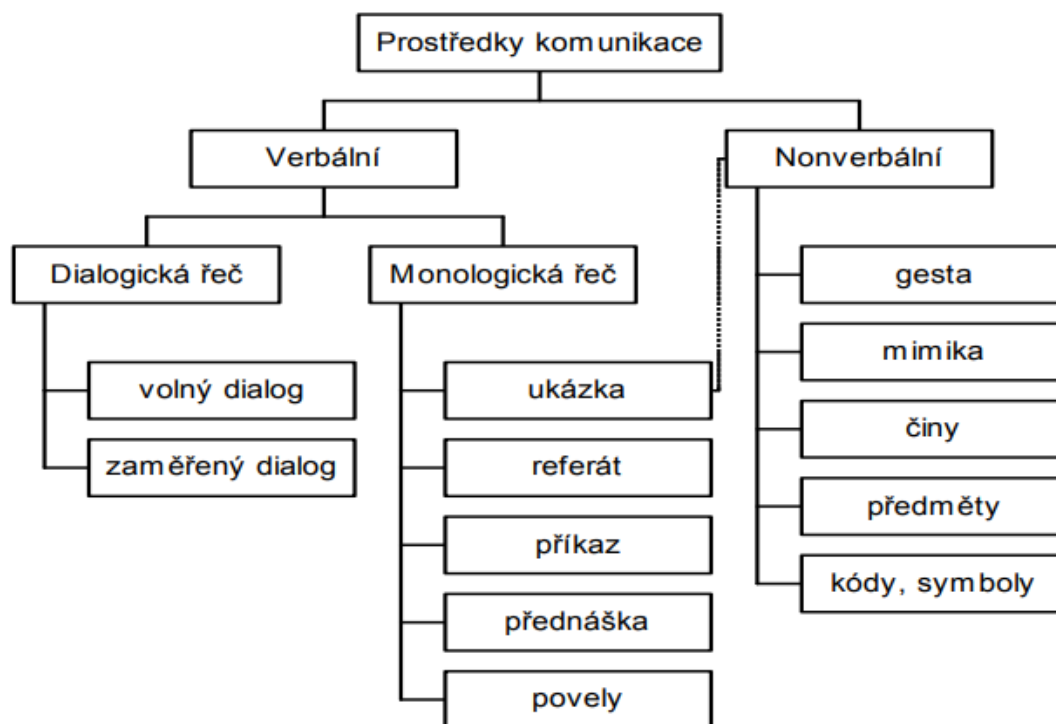 Prostředky komunikace
Verbální
Nonverbální
Dialogická řeč
Monologická řeč
volný dialog
zaměřený dialog
ukázka
referát
příkaz
přednáška
povely
gesta
mimika
činy
předměty
kódy, symboly